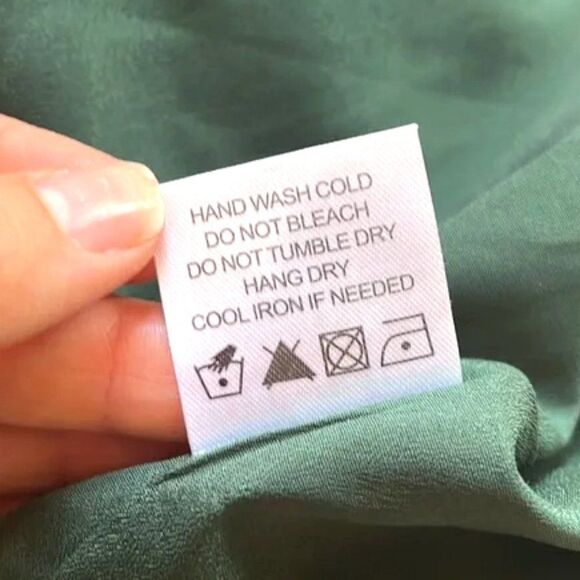 HAND WASH COLD
DO NOT BLEACH
DO NOT TUMBLE DRY
HANG DRY
COOL IRON IF NEEDED